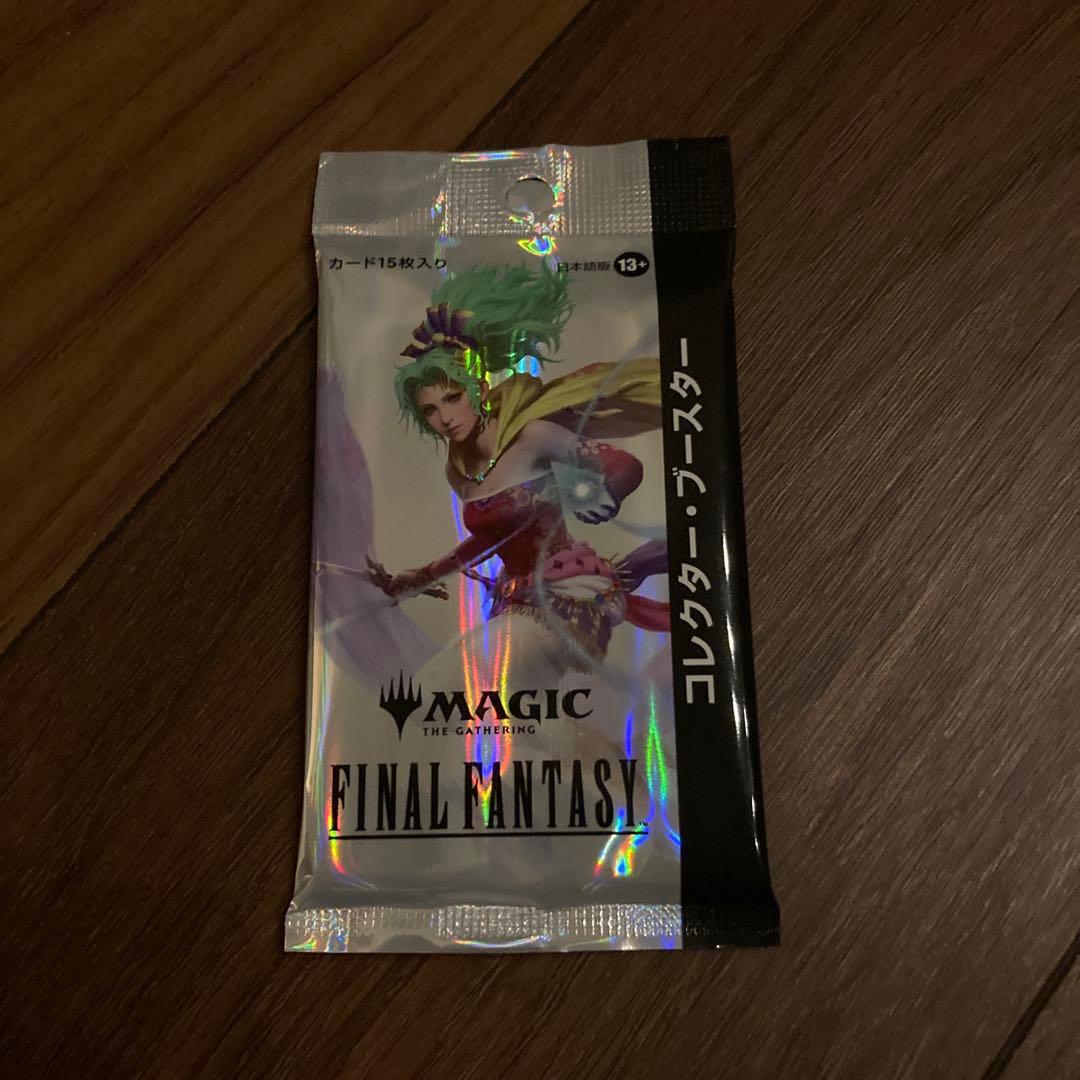 カード15枚入り
日本語版 13+
コレクター・ブースター
MAGIC
THE GATHERING
FINAL FANTASY™